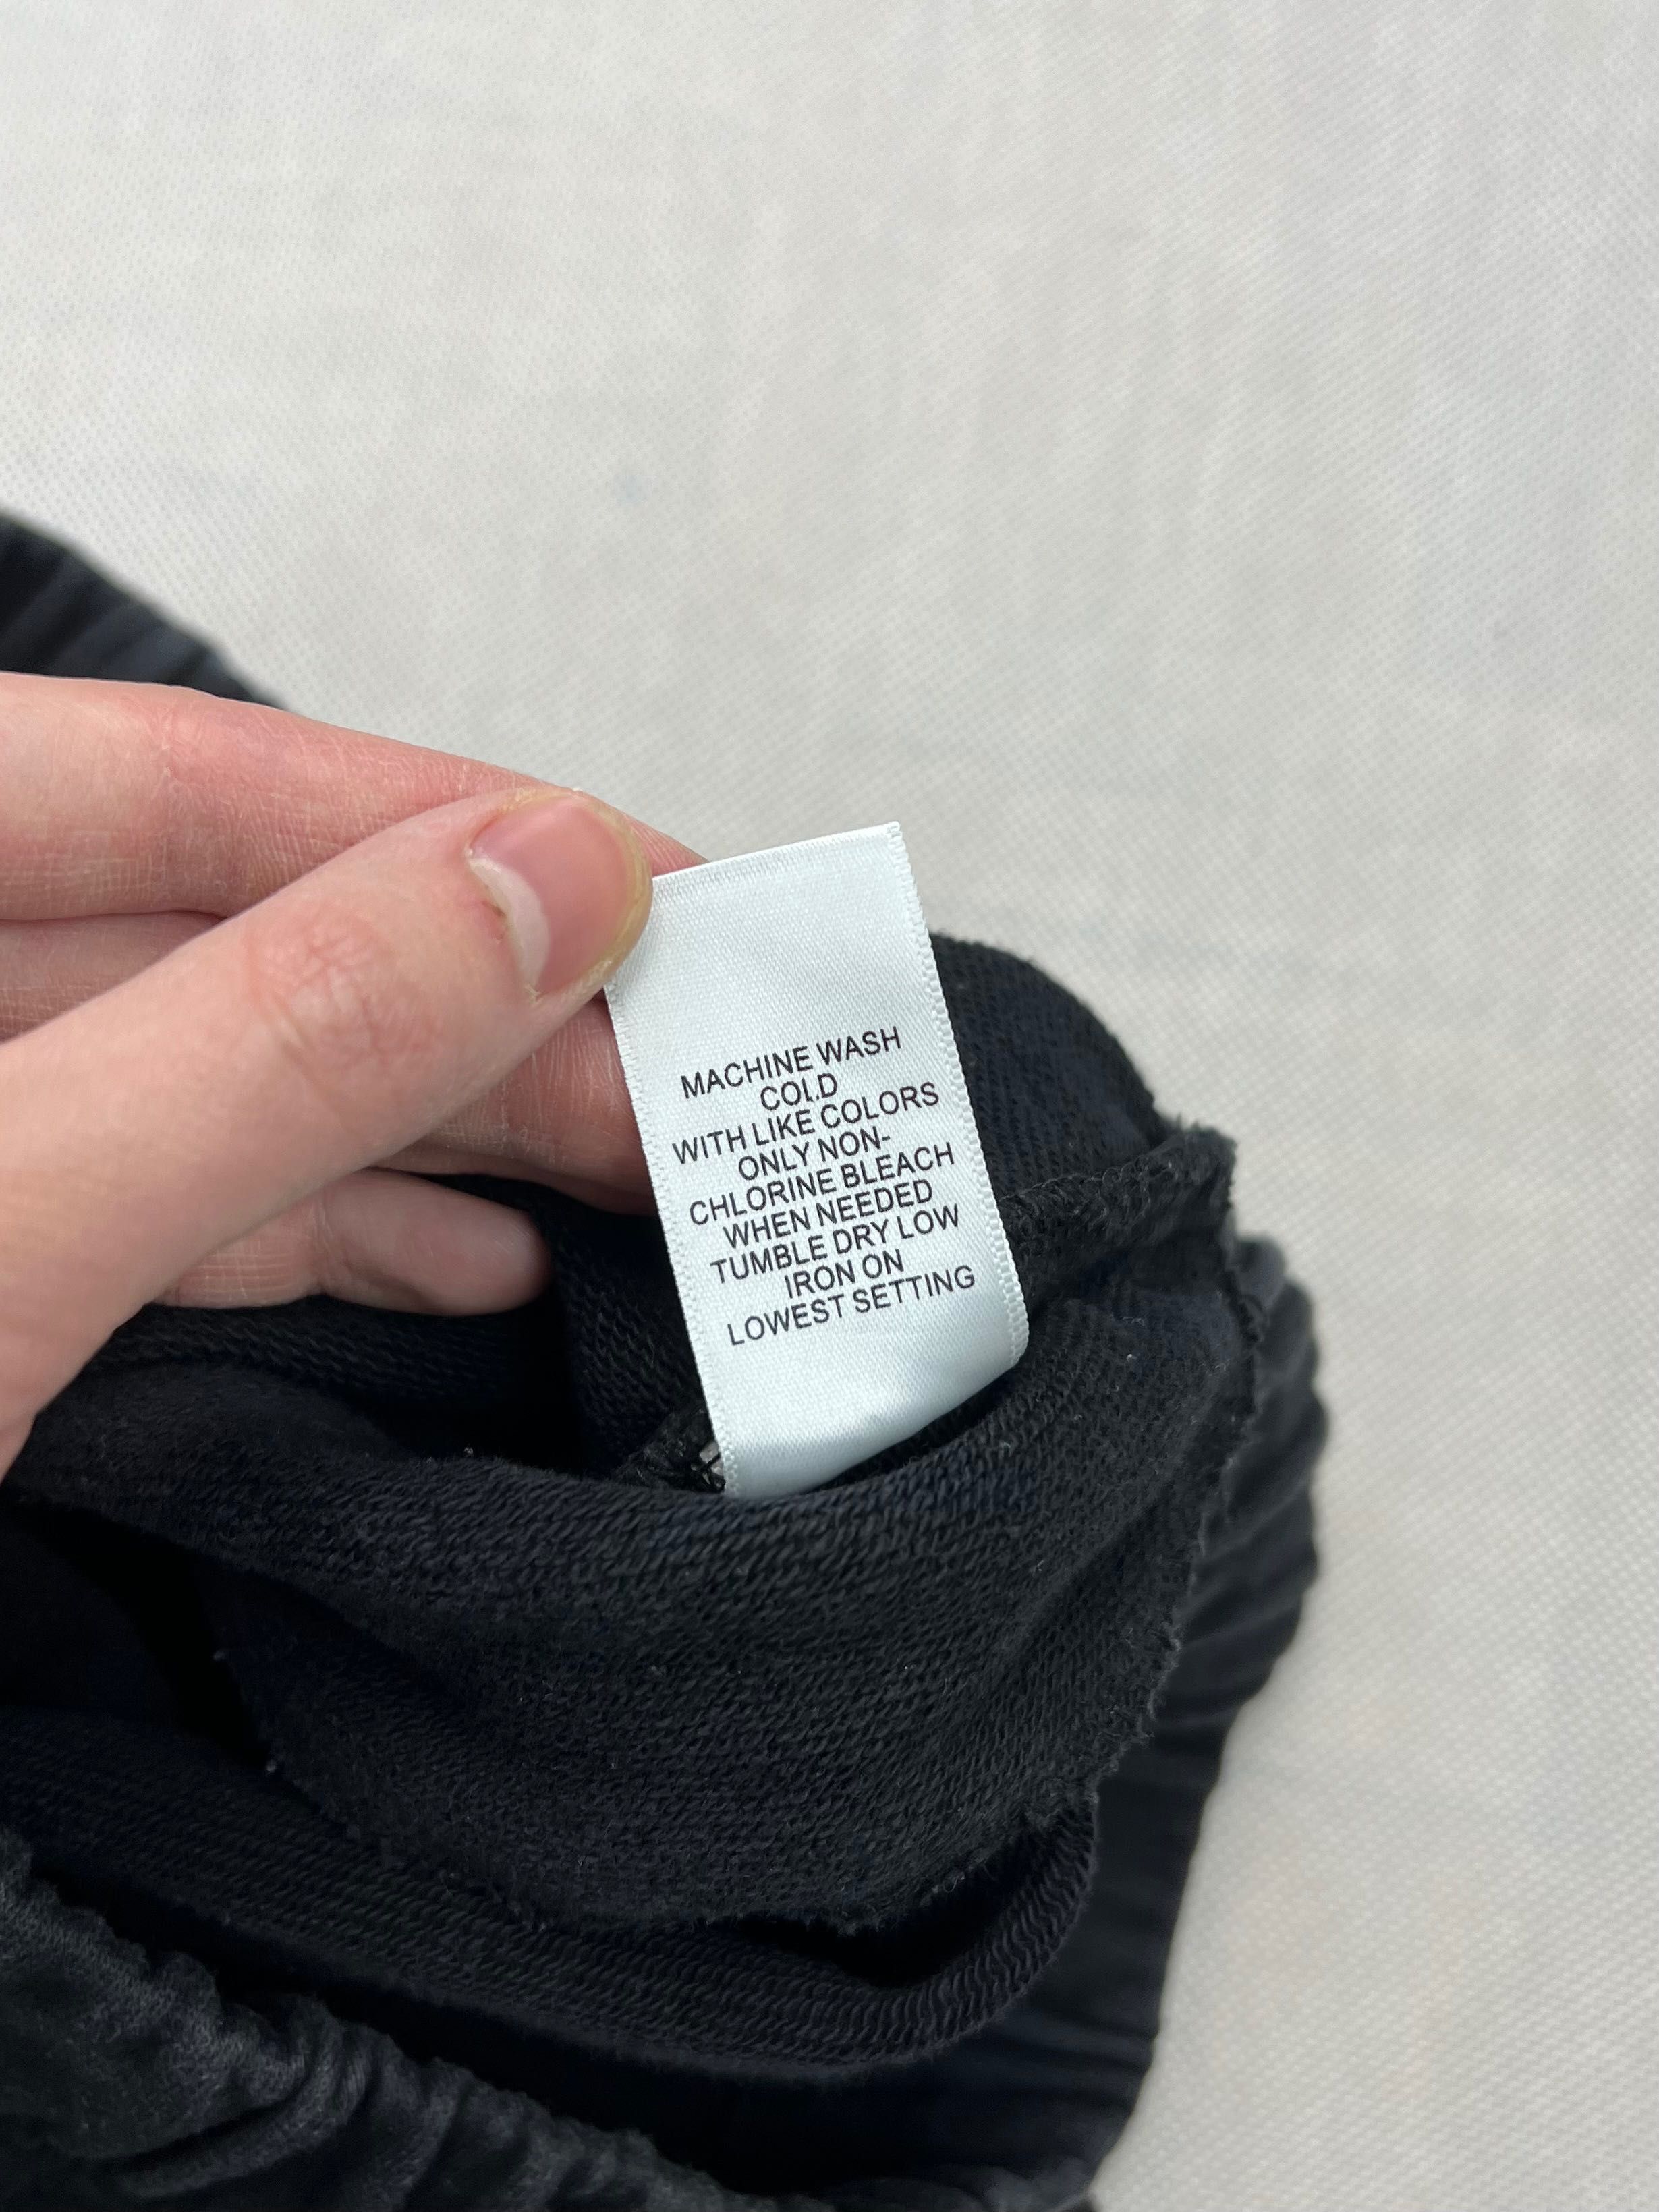 MACHINE WASH
COLD
WITH LIKE COLORS
ONLY NON-
CHLORINE BLEACH
WHEN NEEDED
TUMBLE DRY LOW
IRON ON
LOWEST SETTING